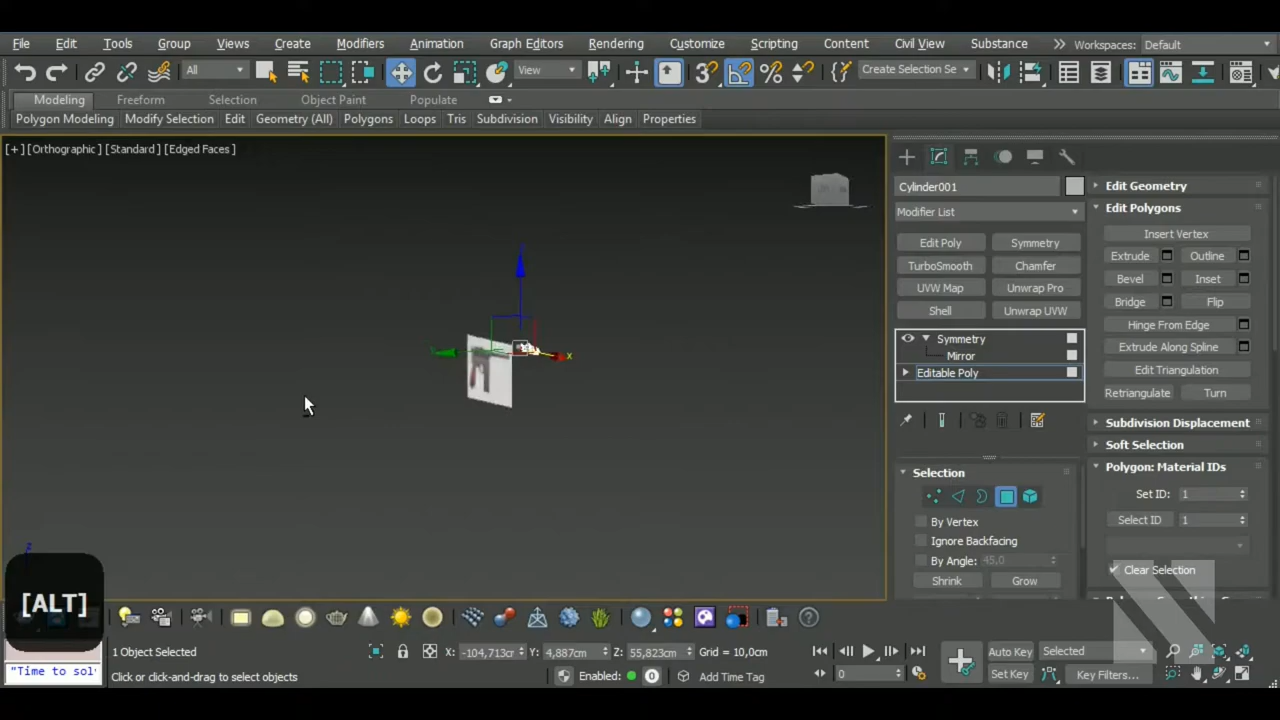 File Edit Tools Group Views Create Modifiers Animation Graph Editors Rendering Customize Scripting Content Civil View Substance Workspaces: Default
All View Create Selection Se
Modeling Freeform Selection Object Paint Populate
Polygon Modeling Modify Selection Edit Geometry (All) Polygons Loops Tris Subdivision Visibility Align Properties
[+] [Orthographic] [Standard] [Edged Faces]
Cylinder001
Modifier List
Edit Poly Symmetry
TurboSmooth Chamfer
UVW Map Unwrap Pro
Shell Unwrap UVW
Symmetry
Mirror
Editable Poly
Selection
By Vertex
Ignore Backfacing
By Angle: 45,0
Shrink Grow
Edit Geometry
Edit Polygons
Insert Vertex
Extrude Outline
Bevel Inset
Bridge Flip
Hinge From Edge
Extrude Along Spline
Edit Triangulation
Retriangulate Turn
Subdivision Displacement
Soft Selection
Polygon: Material IDs
Set ID: 1
Select ID 1
Clear Selection
x
z
[ALT]
"Time to sol
1 Object Selected X: -104,713cr Y: 4,887cm Z: 55,823cm Grid = 10,0cm Auto Key Selected
Click or click-and-drag to select objects Enabled: 0 Add Time Tag 0 Set Key Key Filters...